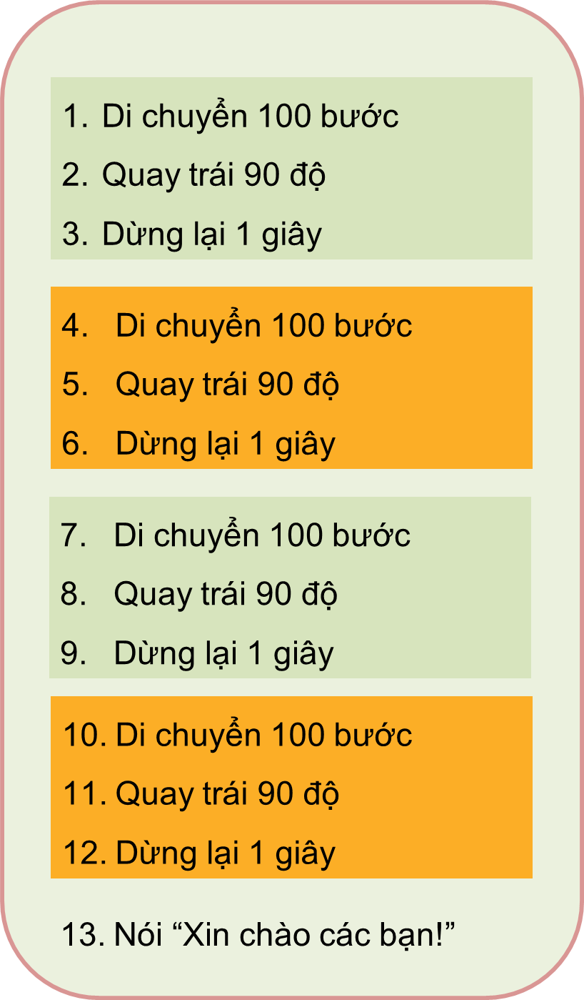 1. Di chuyển 100 bước
2. Quay trái 90 độ
3. Dừng lại 1 giây
4. Di chuyển 100 bước
5. Quay trái 90 độ
6. Dừng lại 1 giây
7. Di chuyển 100 bước
8. Quay trái 90 độ
9. Dừng lại 1 giây
10. Di chuyển 100 bước
11. Quay trái 90 độ
12. Dừng lại 1 giây
13. Nói “Xin chào các bạn!”